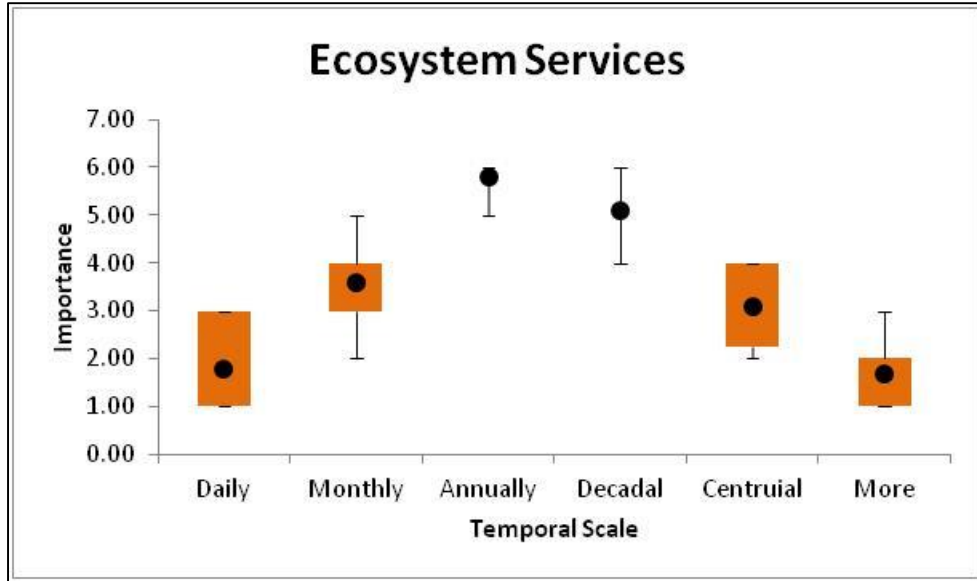 Ecosystem Services
7.00
6.00
5.00
4.00
3.00
2.00
1.00
0.00
Importance
Daily Monthly Annually Decadal Centruial More
Temporal Scale